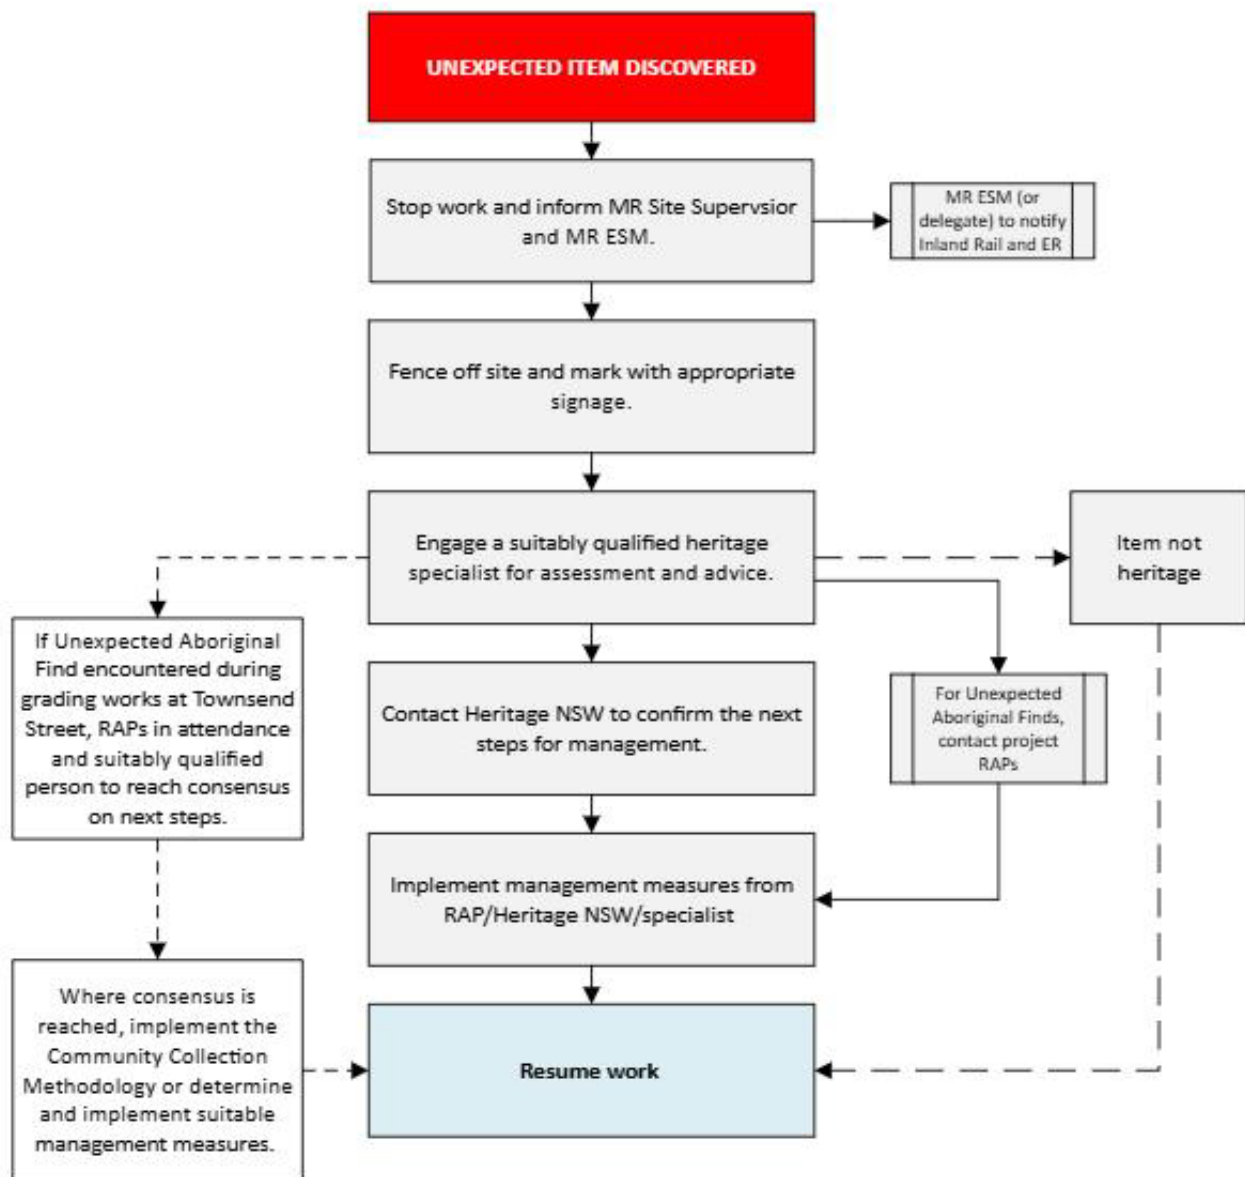 UNEXPECTED ITEM DISCOVERED
Stop work and inform MR Site Supervsior
and MR ESM.
MR ESM (or
delegate) to notify
Inland Rail and ER
Fence off site and mark with appropriate
signage.
Engage a suitably qualified heritage
specialist for assessment and advice.
Item not
heritage
If Unexpected Aboriginal
Find encountered during
grading works at Townsend
Street, RAPs in attendance
and suitably qualified
person to reach consensus
on next steps.
Contact Heritage NSW to confirm the next
steps for management.
For Unexpected
Aboriginal Finds,
contact project
RAPs
Implement management measures from
RAP/Heritage NSW/specialist
Where consensus is
reached, implement the
Community Collection
Methodology or determine
and implement suitable
management measures.
Resume work